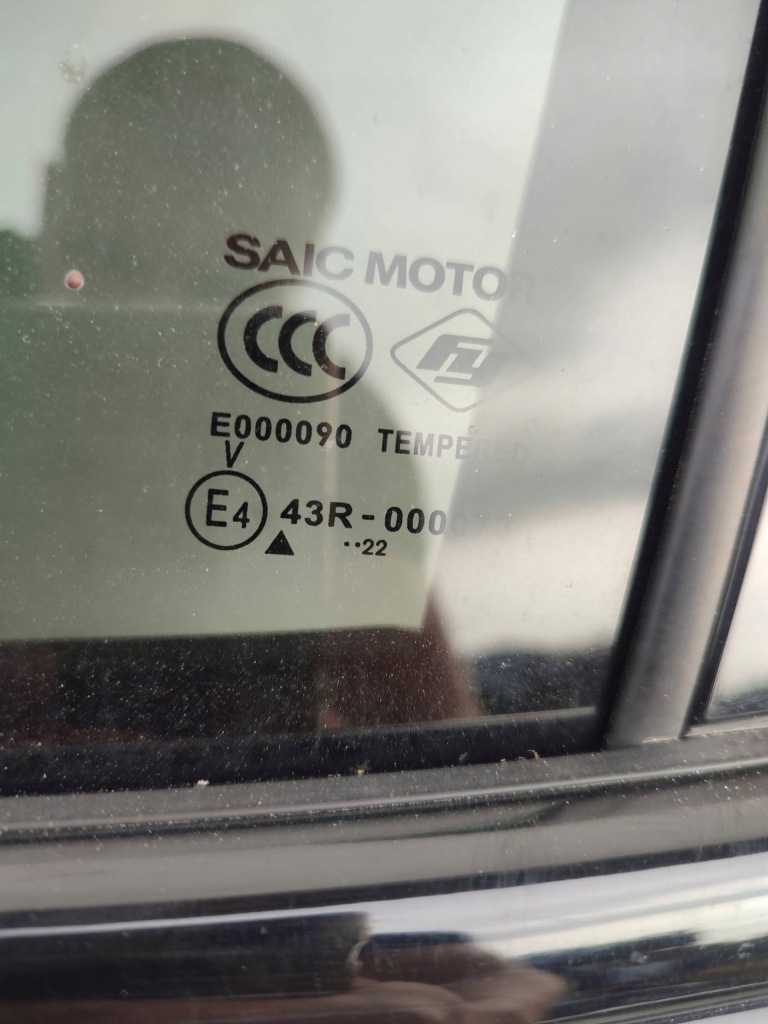 SAIC MOTOR
CCC
E000090 TEMPERED
V
E4 43R-0000
▲ ··22